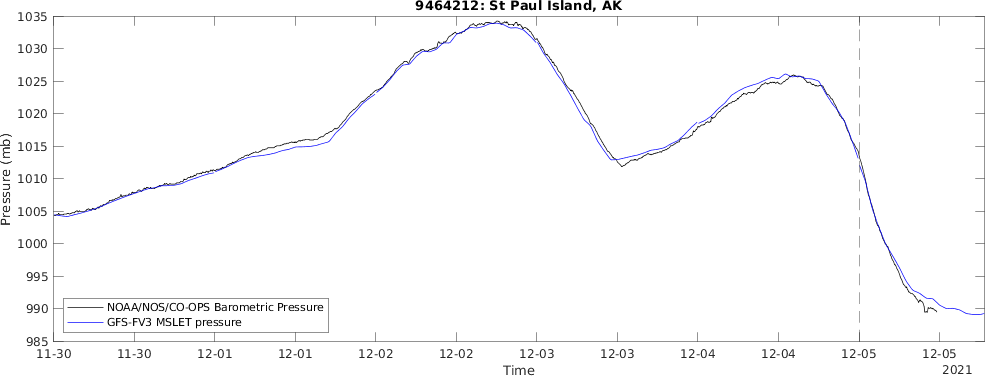 9464212: St Paul Island, AK
1035
1030
1025
1020
1015
1010
1005
1000
995
990
985
Pressure (mb)
NOAA/NOS/CO-OPS Barometric Pressure
GFS-FV3 MSLET pressure
11-30 11-30 12-01 12-01 12-02 12-02 12-03 12-03 12-04 12-04 12-05 12-05
Time
2021